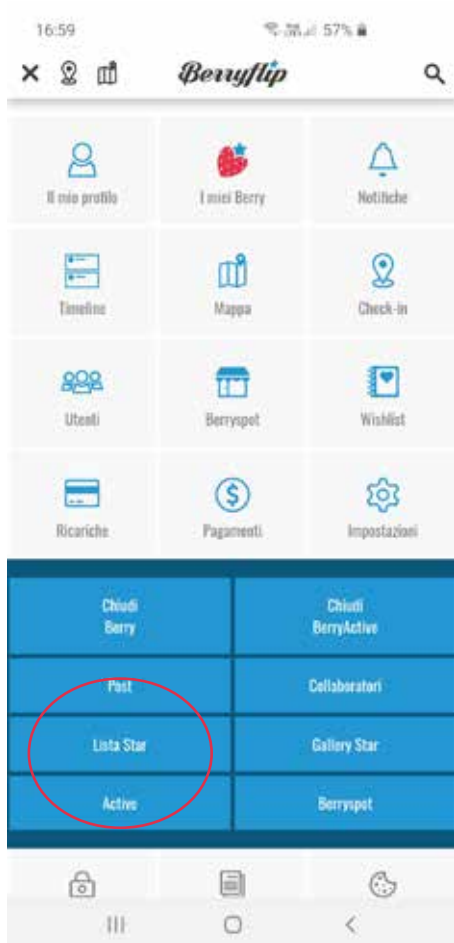 16:59 57%
Berryflip
Il mio profilo I miei Berry Notifiche
Timeline Mappa Check-in
Utenti Berryspot Wishlist
Ricariche Pagamenti Impostazioni
Chiudi Chiudi
Berry BerryActive
Post Collaboratori
Lista Star Gallery Star
Active Berryspot